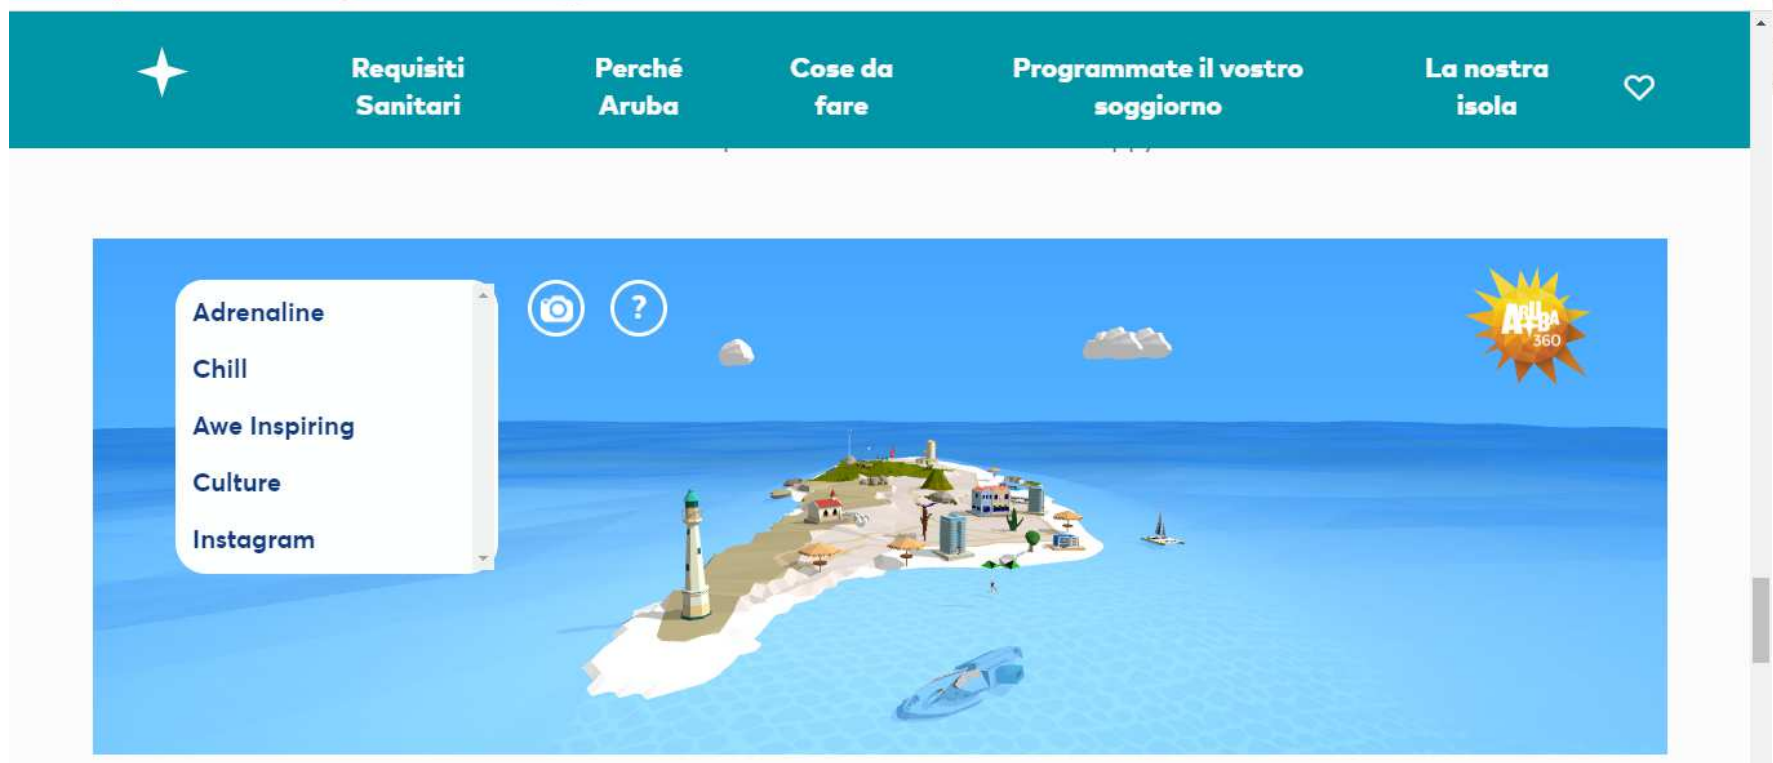 Requisiti
Sanitari
Perché
Aruba
Cose da
fare
Programmate il vostro
soggiorno
La nostra
isola
Adrenaline
Chill
Awe Inspiring
Culture
Instagram
?
ARUBA
360